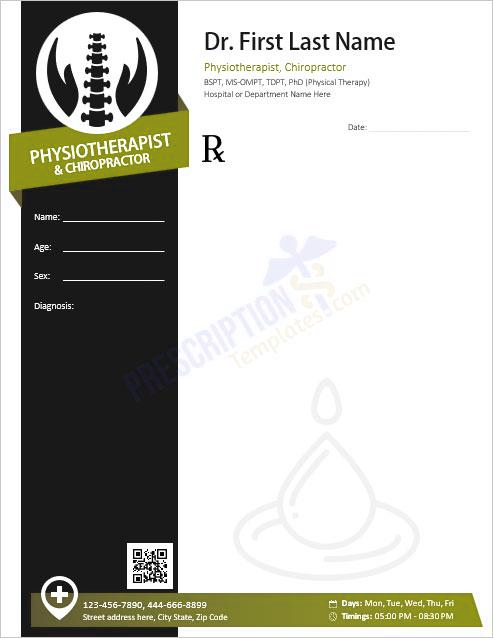 Dr. First Last Name
Physiotherapist, Chiropractor
BSPT, MS-OMPT, TDPT, PhD (Physical Therapy)
Hospital or Department Name Here
Date:
PHYSIOTHERAPIST
& CHIROPRACTOR
℞
Name:
Age:
Sex:
Diagnosis:
PRESCRIPTION
Templates.com
123-456-7890, 444-666-8899
Street address here, City State, Zip Code
Days: Mon, Tue, Wed, Thu, Fri
Timings: 05:00 PM - 08:30 PM